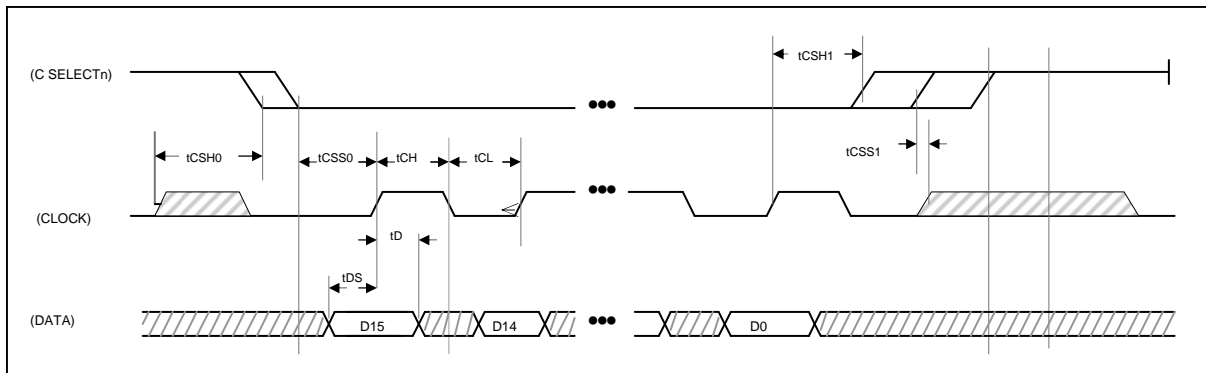 tCSH1
(C SELECTn)
tCSS1
tCSH0
tCSS0
tCH
tCL
(CLOCK)
tD
tDS
(DATA)
D15
D14
D0